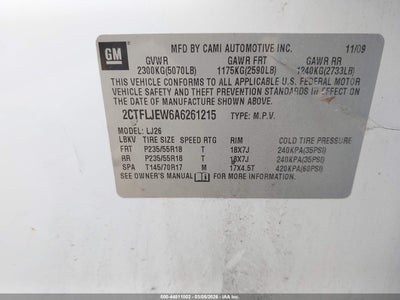 GM
MFD BY CAMI AUTOMOTIVE INC. 11/09
GVWR GAWR FRT GAWR RR
2300KG(5070LB) 1175KG(2590LB) 1240KG(2733LB)
THIS VEHICLE CONFORMS TO ALL APPLICABLE U.S. FEDERAL MOTOR
VEHICLE SAFETY, BUMPER, AND THEFT PREVENTION STANDARDS IN
EFFECT ON THE DATE OF MANUFACTURE SHOWN ABOVE.
2CTFLJEW6A6261215 TYPE: M.P.V.
MODEL: LJ26
LBKV TIRE SIZE SPEED RTG RIM COLD TIRE PRESSURE
FRT P235/55R18 T 18X7J 240KPA(35PSI)
RR P235/55R18 T 18X7J 240KPA(35PSI)
SPA T145/70R17 M 17X4.5T 420KPA(60PSI)
SEE OWNER'S MANUAL FOR ADDITIONAL INFORMATION.